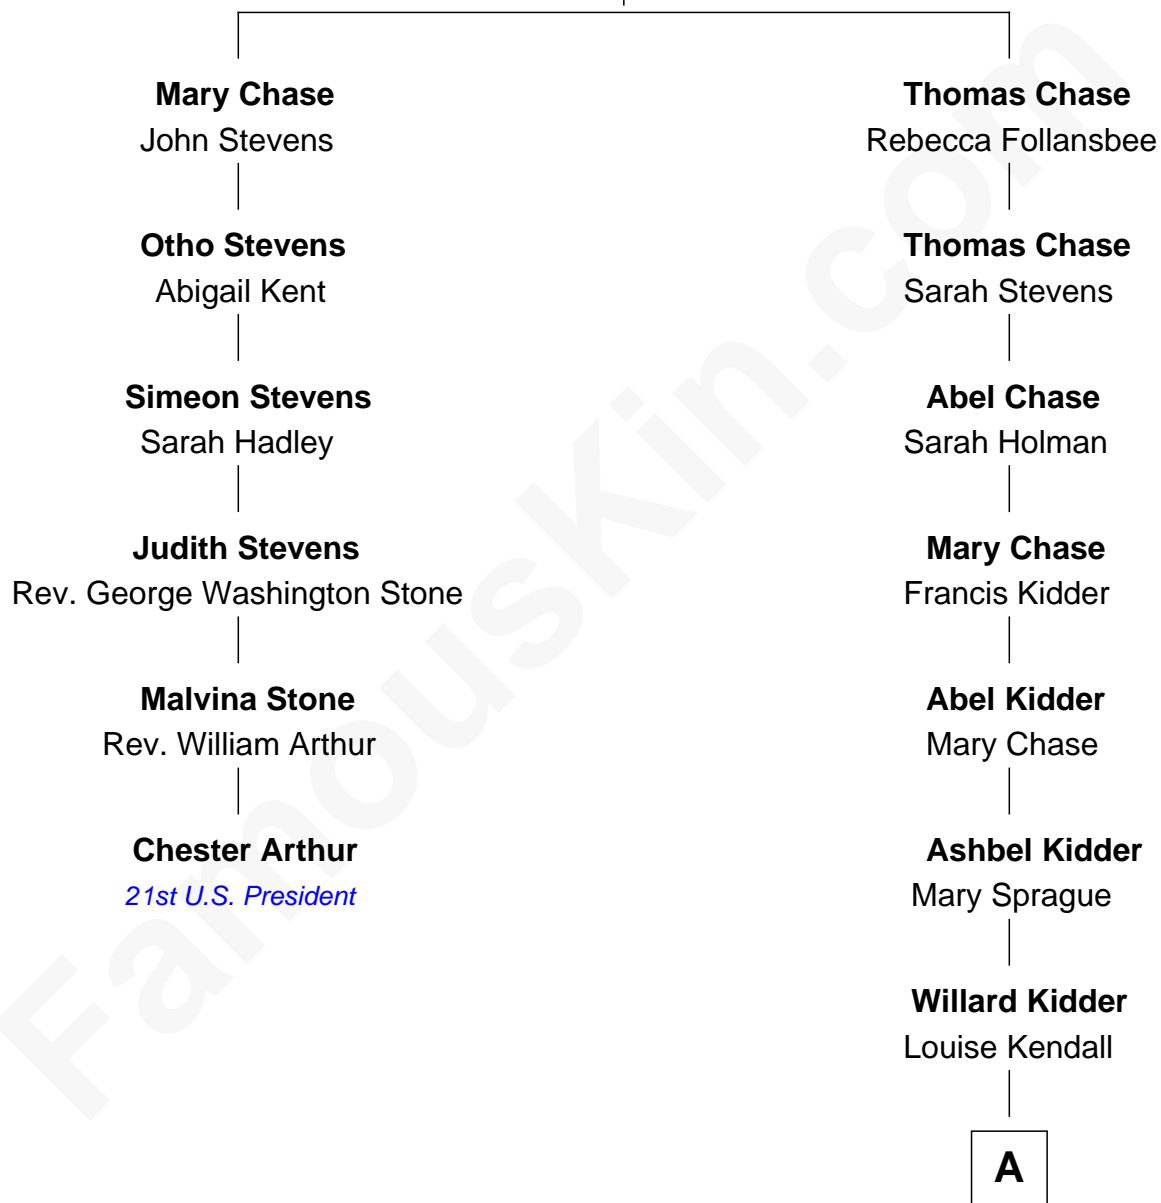 Mary Chase
John Stevens
Otho Stevens
Abigail Kent
Simeon Stevens
Sarah Hadley
Judith Stevens
Rev. George Washington Stone
Malvina Stone
Rev. William Arthur
Chester Arthur
21st U.S. President
Thomas Chase
Rebecca Follansbee
Thomas Chase
Sarah Stevens
Abel Chase
Sarah Holman
Mary Chase
Francis Kidder
Abel Kidder
Mary Chase
Ashbel Kidder
Mary Sprague
Willard Kidder
Louise Kendall
A
FamousKin.com